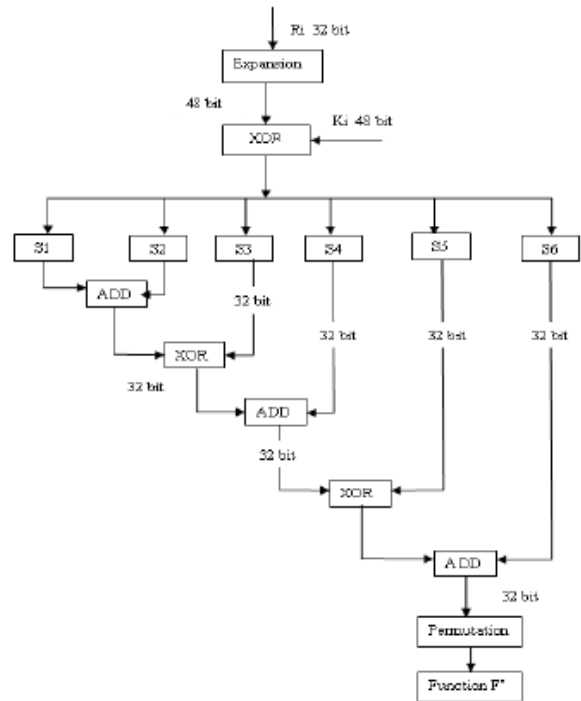 Ri 32 bit
Expansion
48 bit
Ki 48 bit
XOR
S1 S2 S3 S4 S5 S6
ADD
32 bit
32 bit
32 bit
32 bit
XOR
32 bit
ADD
32 bit
XOR
ADD
32 bit
Permutation
Function F"